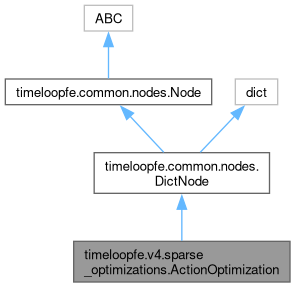 ABC
timeloopfe.common.nodes.Node
dict
timeloopfe.common.nodes.
DictNode
timeloopfe.v4.sparse
_optimizations.ActionOptimization